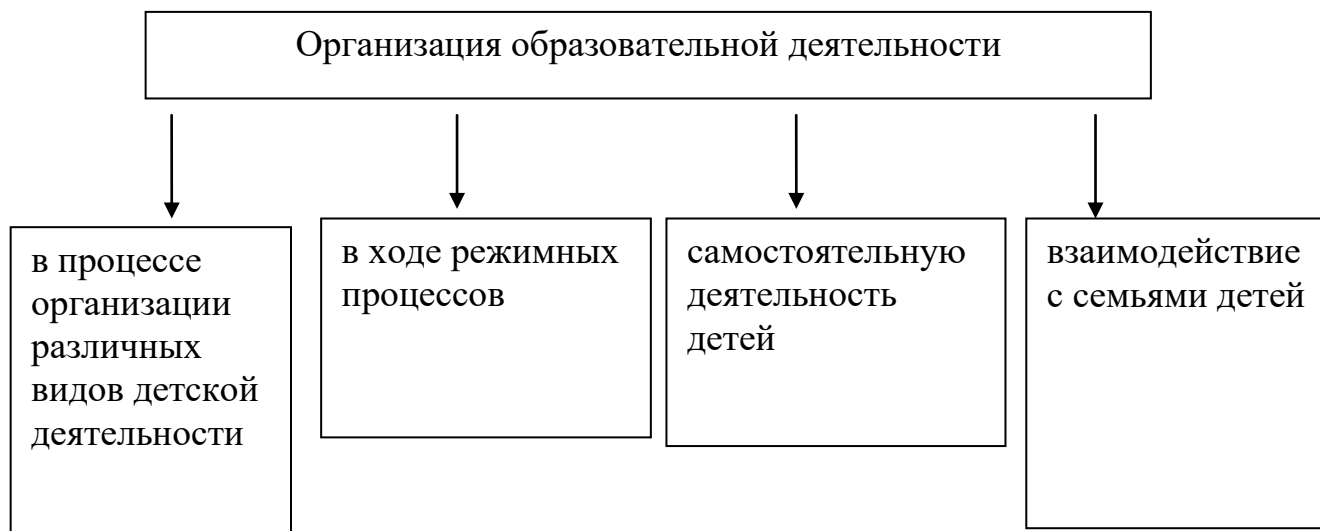 Организация образовательной деятельности
в процессе
организации
различных
видов детской
деятельности
в ходе режимных
процессов
самостоятельную
деятельность
детей
взаимодействие
с семьями детей